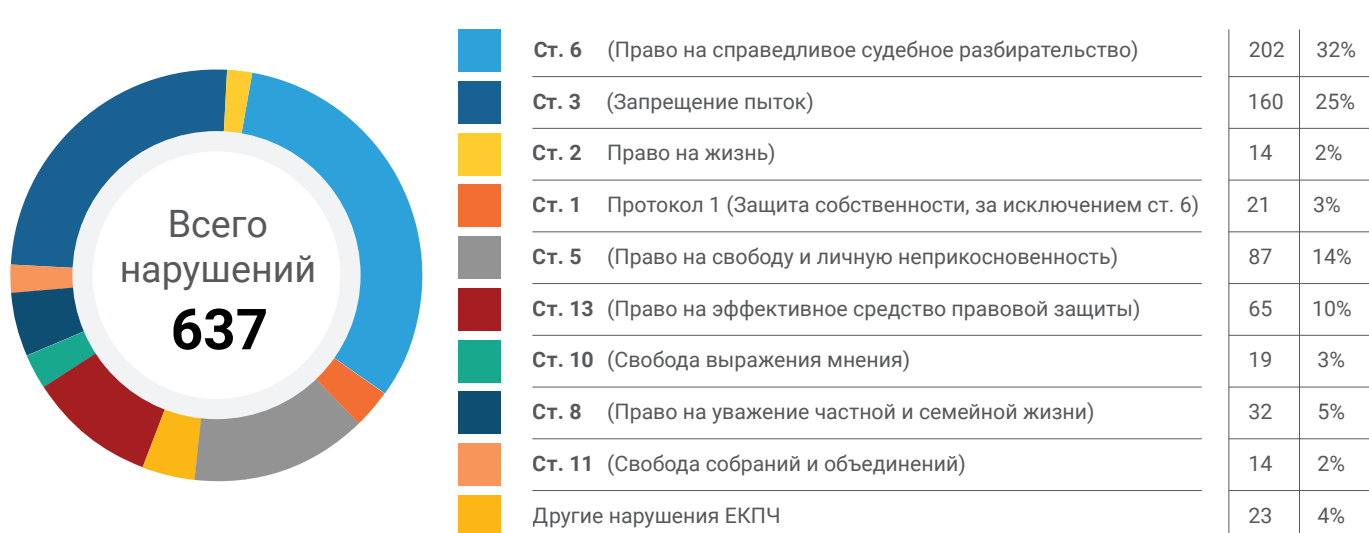 Всего
нарушений
637
Ст. 6 (Право на справедливое судебное разбирательство) 202 32%
Ст. 3 (Запрещение пыток) 160 25%
Ст. 2 Право на жизнь) 14 2%
Ст. 1 Протокол 1 (Защита собственности, за исключением ст. 6) 21 3%
Ст. 5 (Право на свободу и личную неприкосновенность) 87 14%
Ст. 13 (Право на эффективное средство правовой защиты) 65 10%
Ст. 10 (Свобода выражения мнения) 19 3%
Ст. 8 (Право на уважение частной и семейной жизни) 32 5%
Ст. 11 (Свобода собраний и объединений) 14 2%
Другие нарушения ЕКПЧ 23 4%